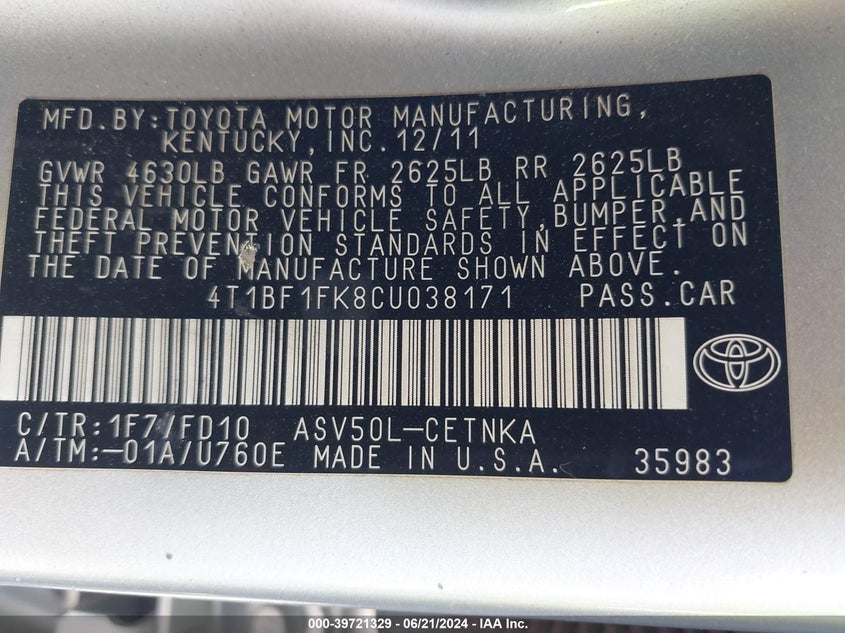 MFD.BY:TOYOTA MOTOR MANUFACTURING,
KENTUCKY,INC.12/11
GVWR 4630LB GAWR FR 2625LB RR 2625LB
THIS VEHICLE CONFORMS TO ALL APPLICABLE
FEDERAL MOTOR VEHICLE SAFETY,BUMPER,AND
THEFT PREVENTION STANDARDS IN EFFECT ON
THE DATE OF MANUFACTURE SHOWN ABOVE.
4T1BF1FK8CU038171 PASS.CAR
C/TR:1F7/FD10 ASV50L-CETNKA
A/TM:-01A/U760E MADE IN U.S.A. 35983
000-39721329 - 06/21/2024 - IAA Inc.